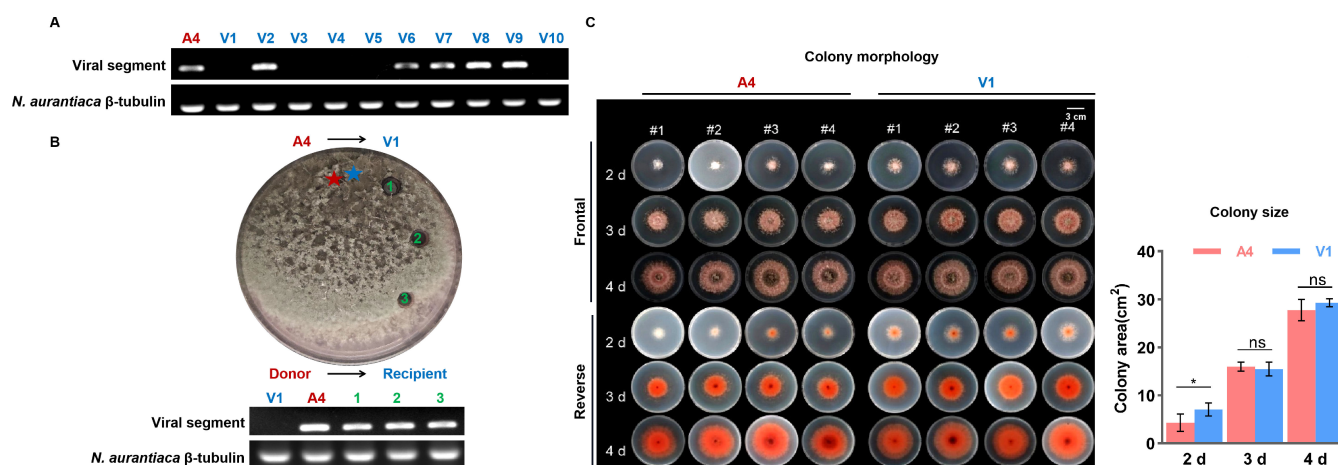 A
A4 V1 V2 V3 V4 V5 V6 V7 V8 V9 V10
Viral segment
N. aurantiaca β-tubulin
B
A4 V1
1
2
3
Donor Recipient
V1 A4 1 2 3
Viral segment
N. aurantiaca β-tubulin
C
Colony morphology
A4 V1
3 cm
#1 #2 #3 #4 #1 #2 #3 #4
Frontal
2 d
3 d
4 d
Reverse
2 d
3 d
4 d
Colony size
A4 V1
Colony area(cm²)
40
30
20
10
0
* ns ns
2 d 3 d 4 d